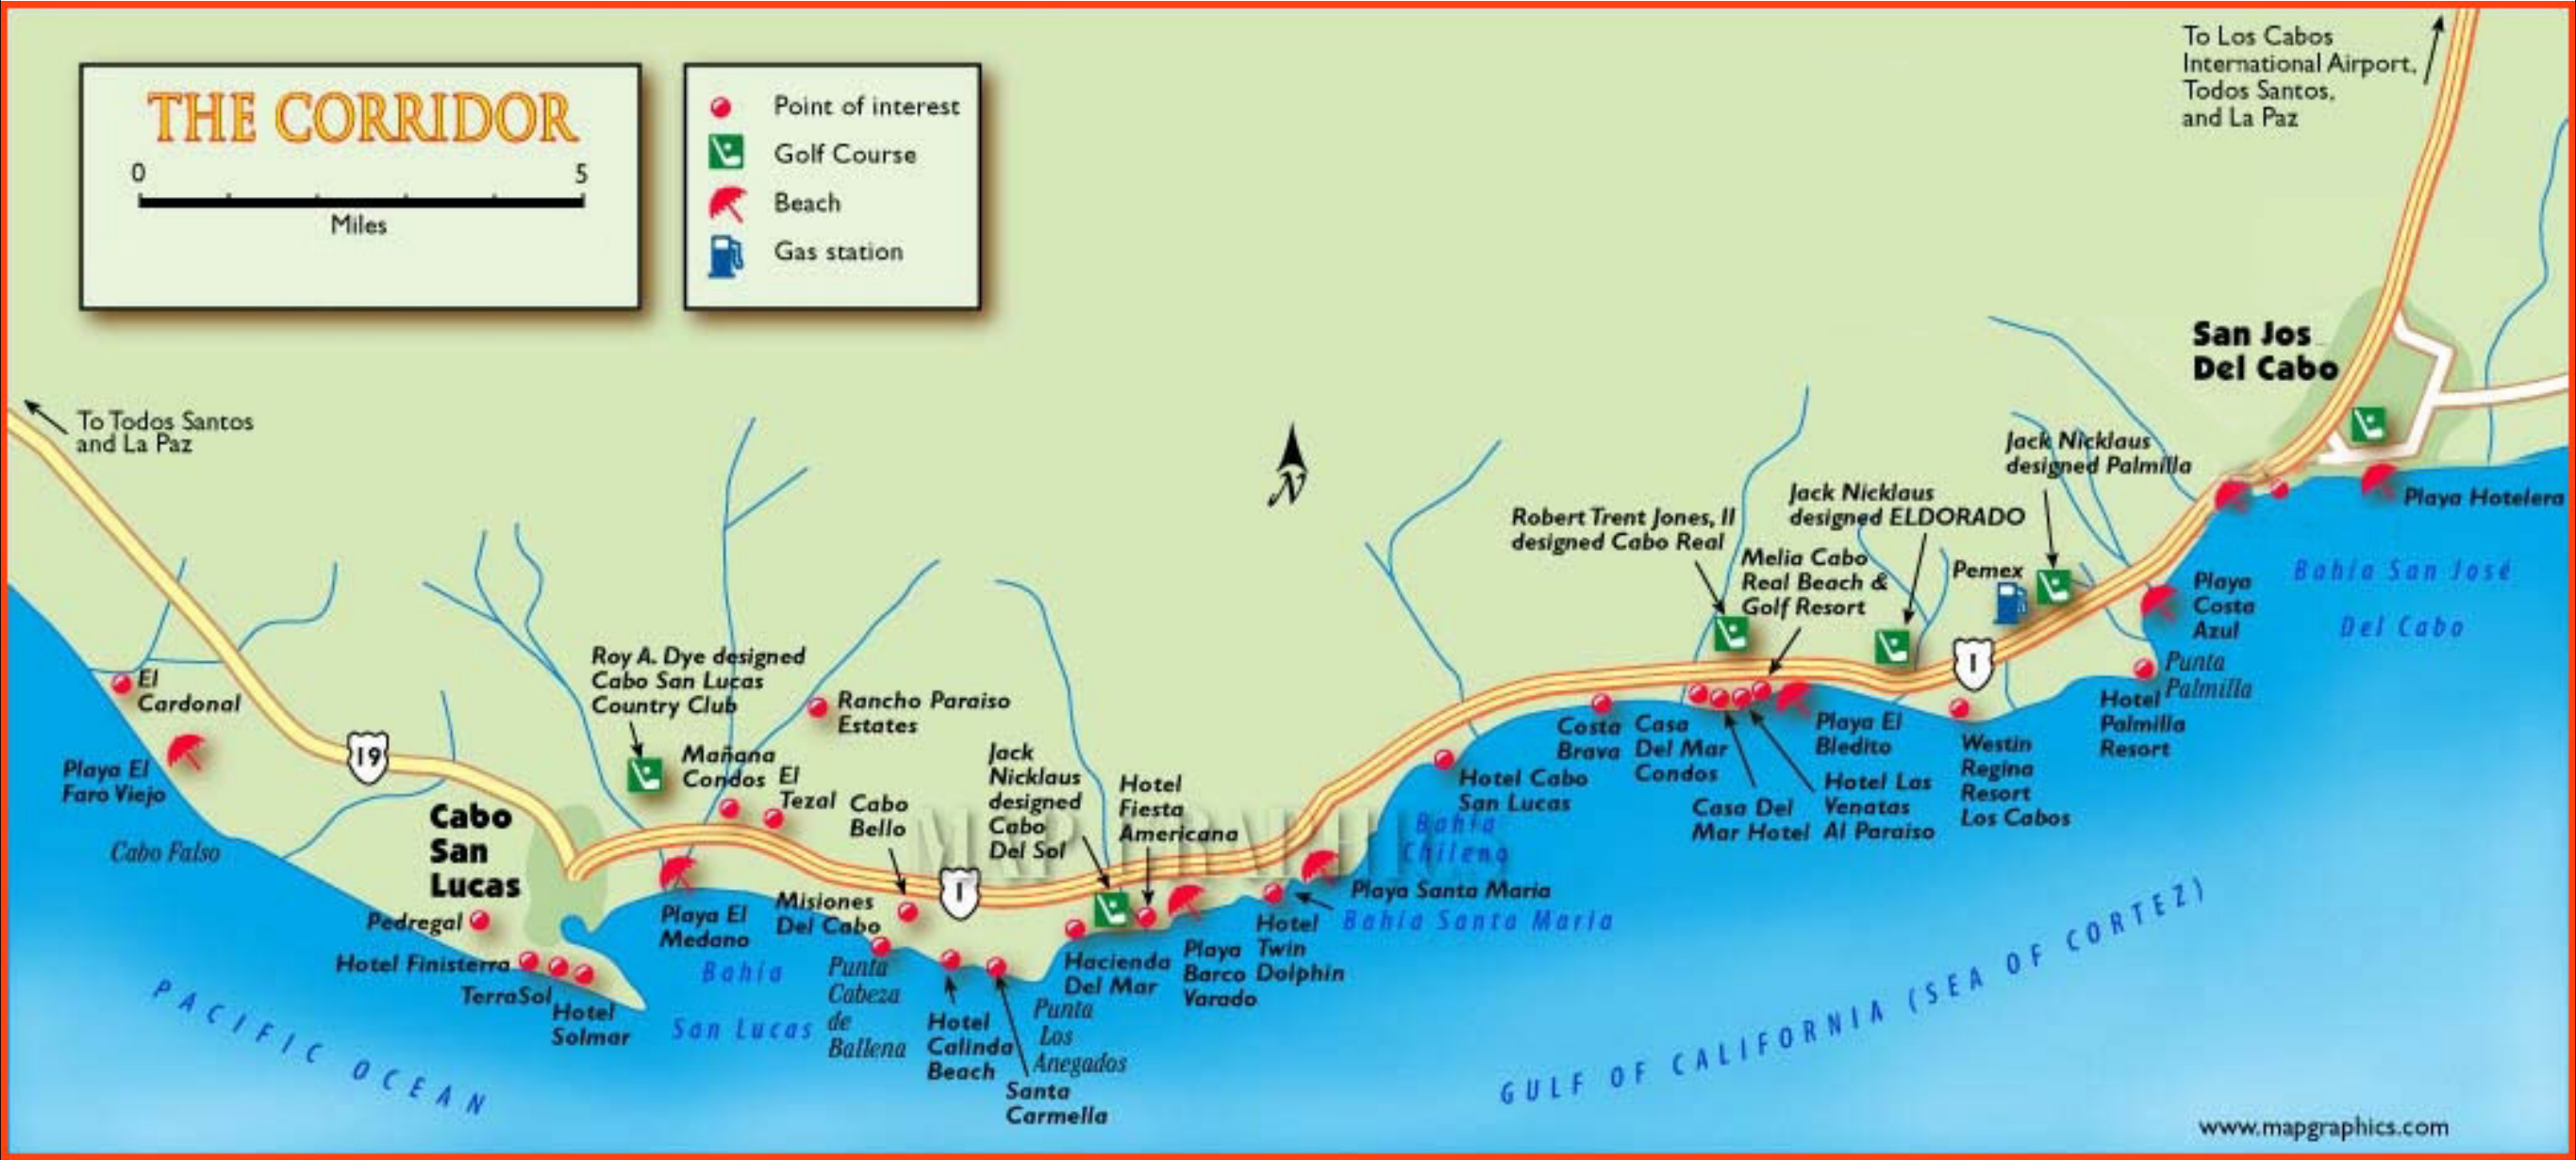 THE CORRIDOR
0 5
Miles
Point of interest
Golf Course
Beach
Gas station
To Los Cabos
International Airport,
Todos Santos,
and La Paz
To Todos Santos
and La Paz
N
San Jos
Del Cabo
Jack Nicklaus
designed Palmilla
Jack Nicklaus
designed ELDORADO
Robert Trent Jones, II
designed Cabo Real
Melia Cabo
Real Beach &
Golf Resort
Pemex
Playa Hotelera
Bahía San José
Del Cabo
Playa
Costa
Azul
Punta
Palmilla
Hotel
Palmilla
Resort
1
El
Cardonal
Playa El
Faro Viejo
Cabo Falso
19
Roy A. Dye designed
Cabo San Lucas
Country Club
Rancho Paraiso
Estates
Mañana
Condos
El
Tezal
Cabo
Bello
Jack
Nicklaus
designed
Cabo
Del Sol
Hotel
Fiesta
Americana
MAP GRAPHICS
Cabo
San
Lucas
Pedregal
Hotel Finisterra
TerraSol
Hotel
Solmar
Playa El
Medano
Bahía
San Lucas
Misiones
Del Cabo
1
Punta
Cabeza
de
Ballena
Hotel
Calinda
Beach
Santa
Carmella
Punta
Los
Anegados
Hacienda
Del Mar
Playa
Barco
Varado
Hotel
Twin
Dolphin
Playa Santa Maria
Bahía Santa Maria
Bahía
Chileno
Hotel Cabo
San Lucas
Costa
Brava
Casa
Del Mar
Condos
Casa Del
Mar Hotel
Hotel Las
Venatas
Al Paraiso
Playa El
Bledito
Westin
Regina
Resort
Los Cabos
PACIFIC OCEAN
GULF OF CALIFORNIA (SEA OF CORTEZ)
www.mapgraphics.com